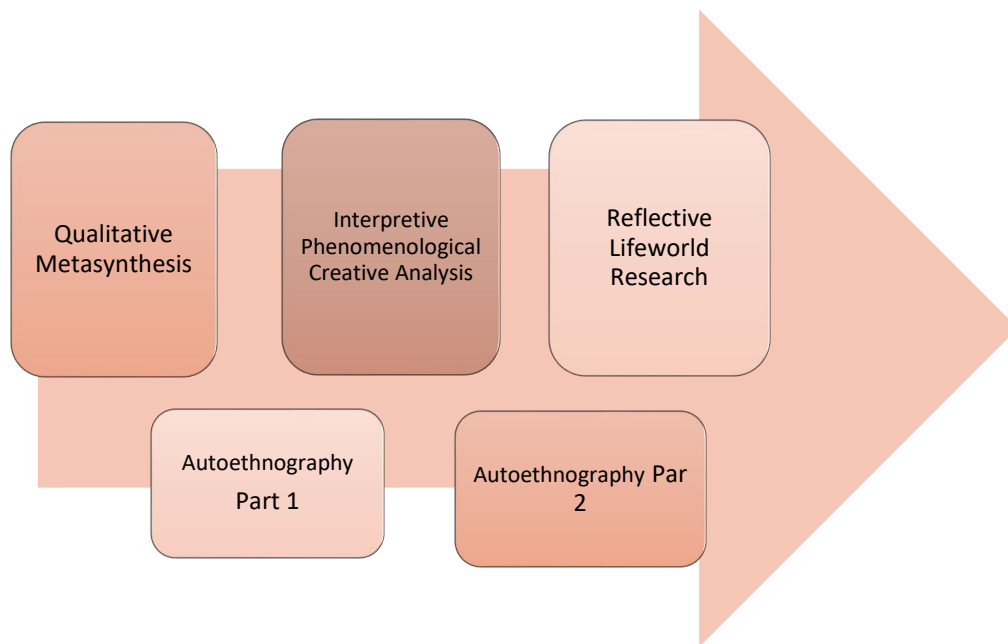 Qualitative
Metasynthesis
Interpretive
Phenomenological
Creative Analysis
Reflective
Lifeworld
Research
Autoethnography
Part 1
Autoethnography Par
2